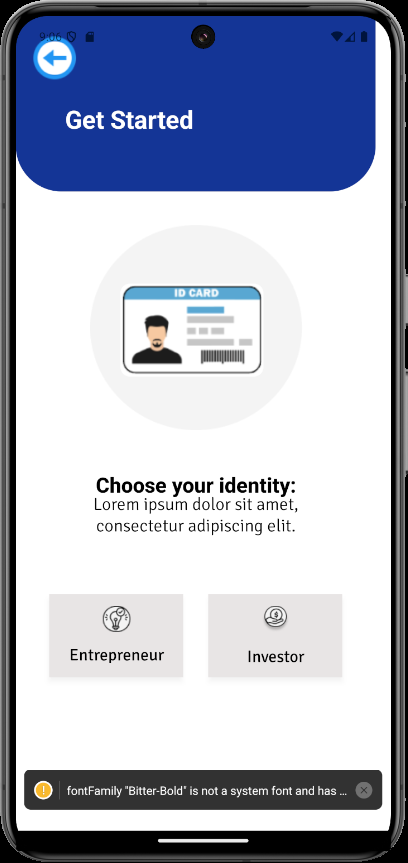 9:06
Get Started
ID CARD
Choose your identity:
Lorem ipsum dolor sit amet,
consectetur adipiscing elit.
Entrepreneur
Investor
fontFamily "Bitter-Bold" is not a system font and has ...